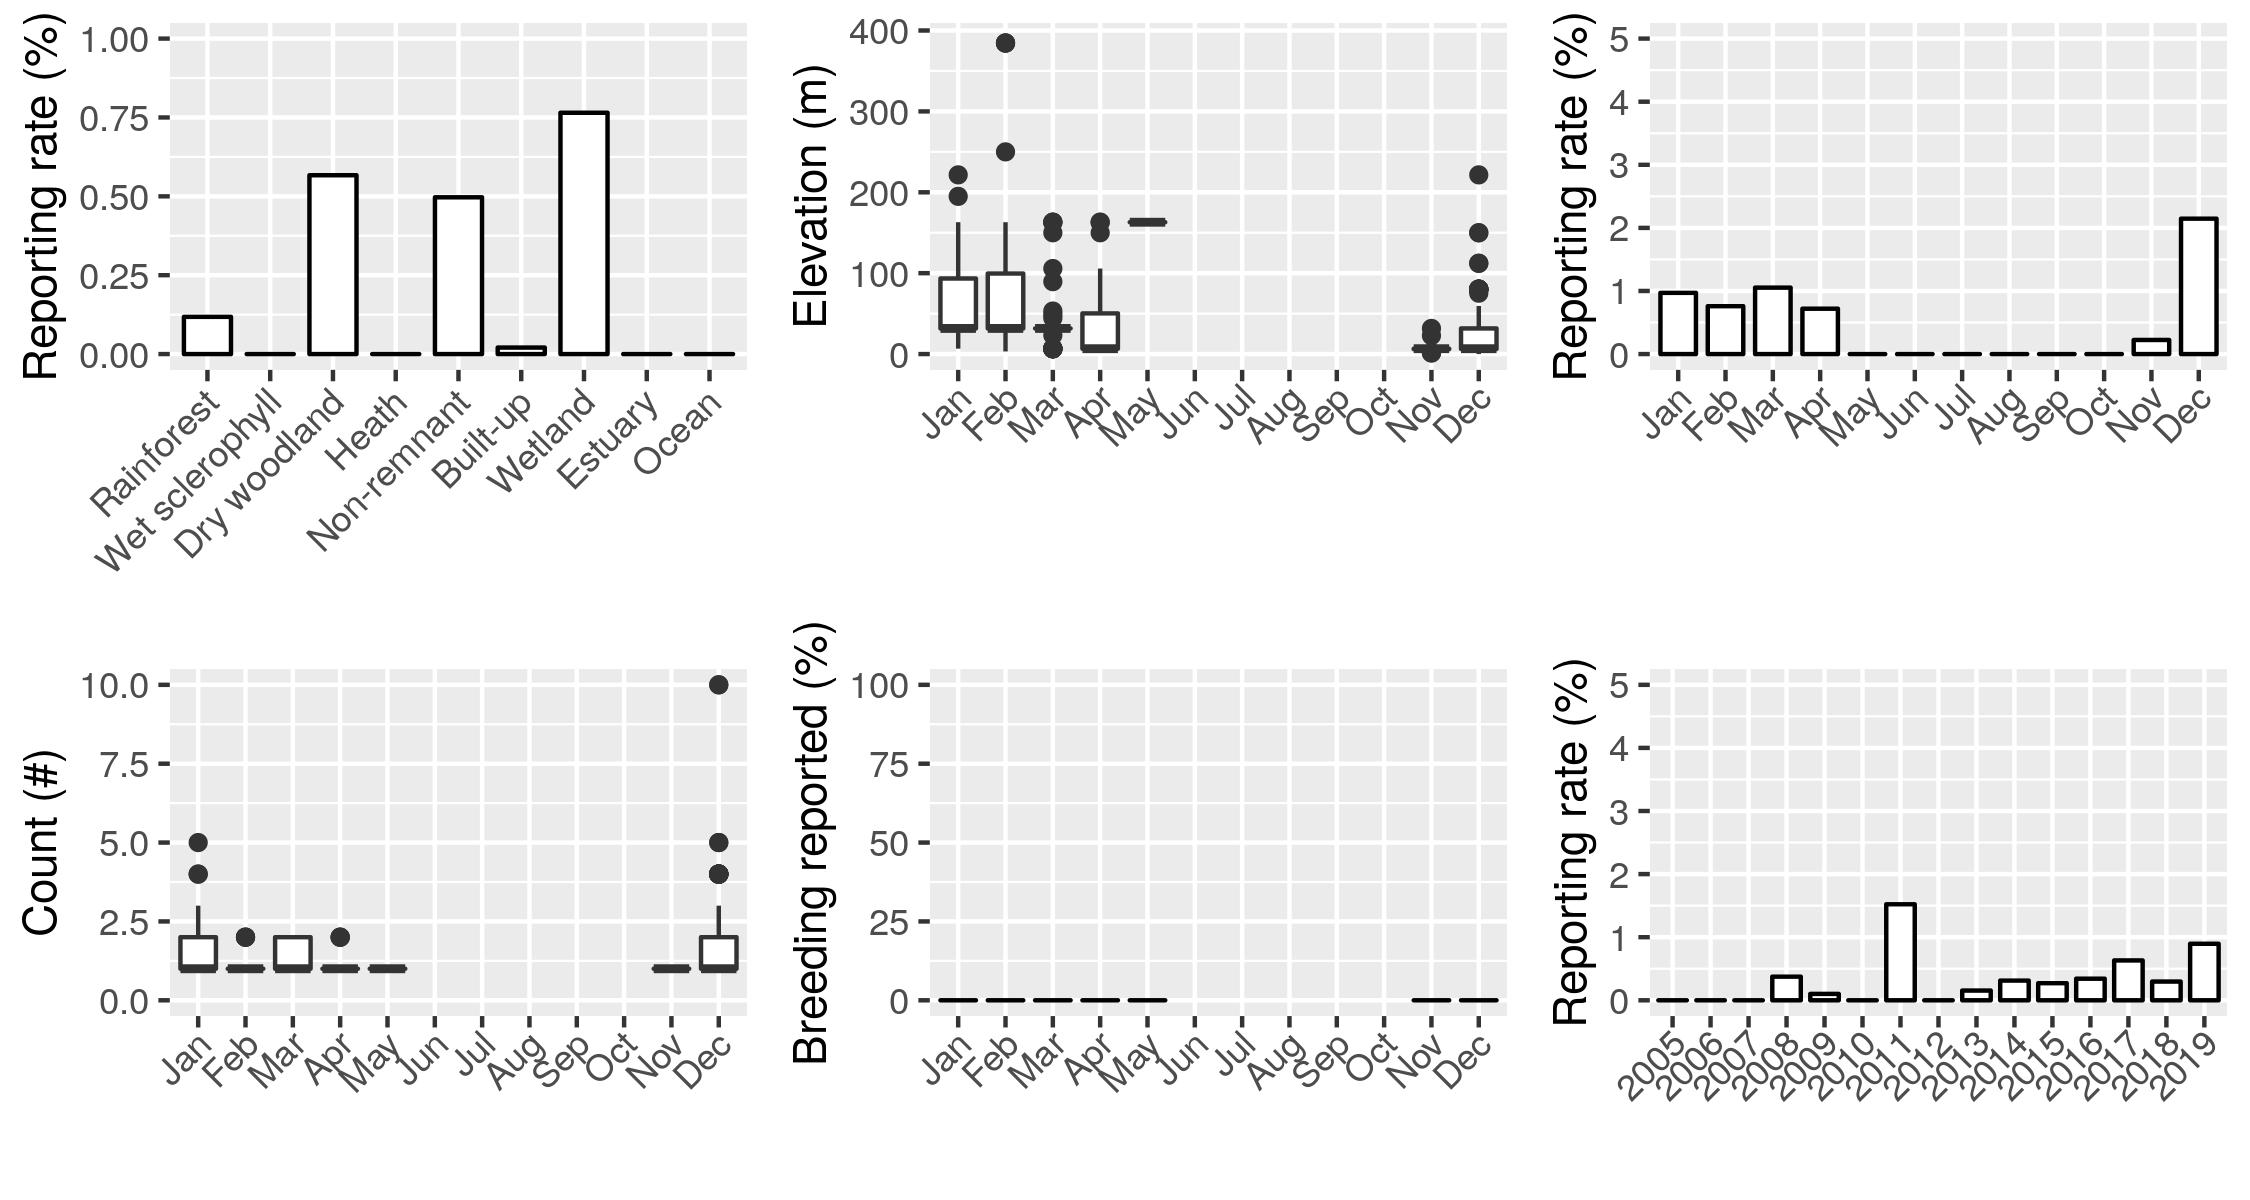 Reporting rate (%)
1.00
0.75
0.50
0.25
0.00
Rainforest
Wet sclerophyll
Dry woodland
Heath
Non-remnant
Built-up
Wetland
Estuary
Ocean
Elevation (m)
400
300
200
100
0
Jan
Feb
Mar
Apr
May
Jun
Jul
Aug
Sep
Oct
Nov
Dec
Reporting rate (%)
5
4
3
2
1
0
Jan
Feb
Mar
Apr
May
Jun
Jul
Aug
Sep
Oct
Nov
Dec
Count (#)
10.0
7.5
5.0
2.5
0.0
Jan
Feb
Mar
Apr
May
Jun
Jul
Aug
Sep
Oct
Nov
Dec
Breeding reported (%)
100
75
50
25
0
Jan
Feb
Mar
Apr
May
Jun
Jul
Aug
Sep
Oct
Nov
Dec
Reporting rate (%)
5
4
3
2
1
0
2005
2006
2007
2008
2009
2010
2011
2012
2013
2014
2015
2016
2017
2018
2019